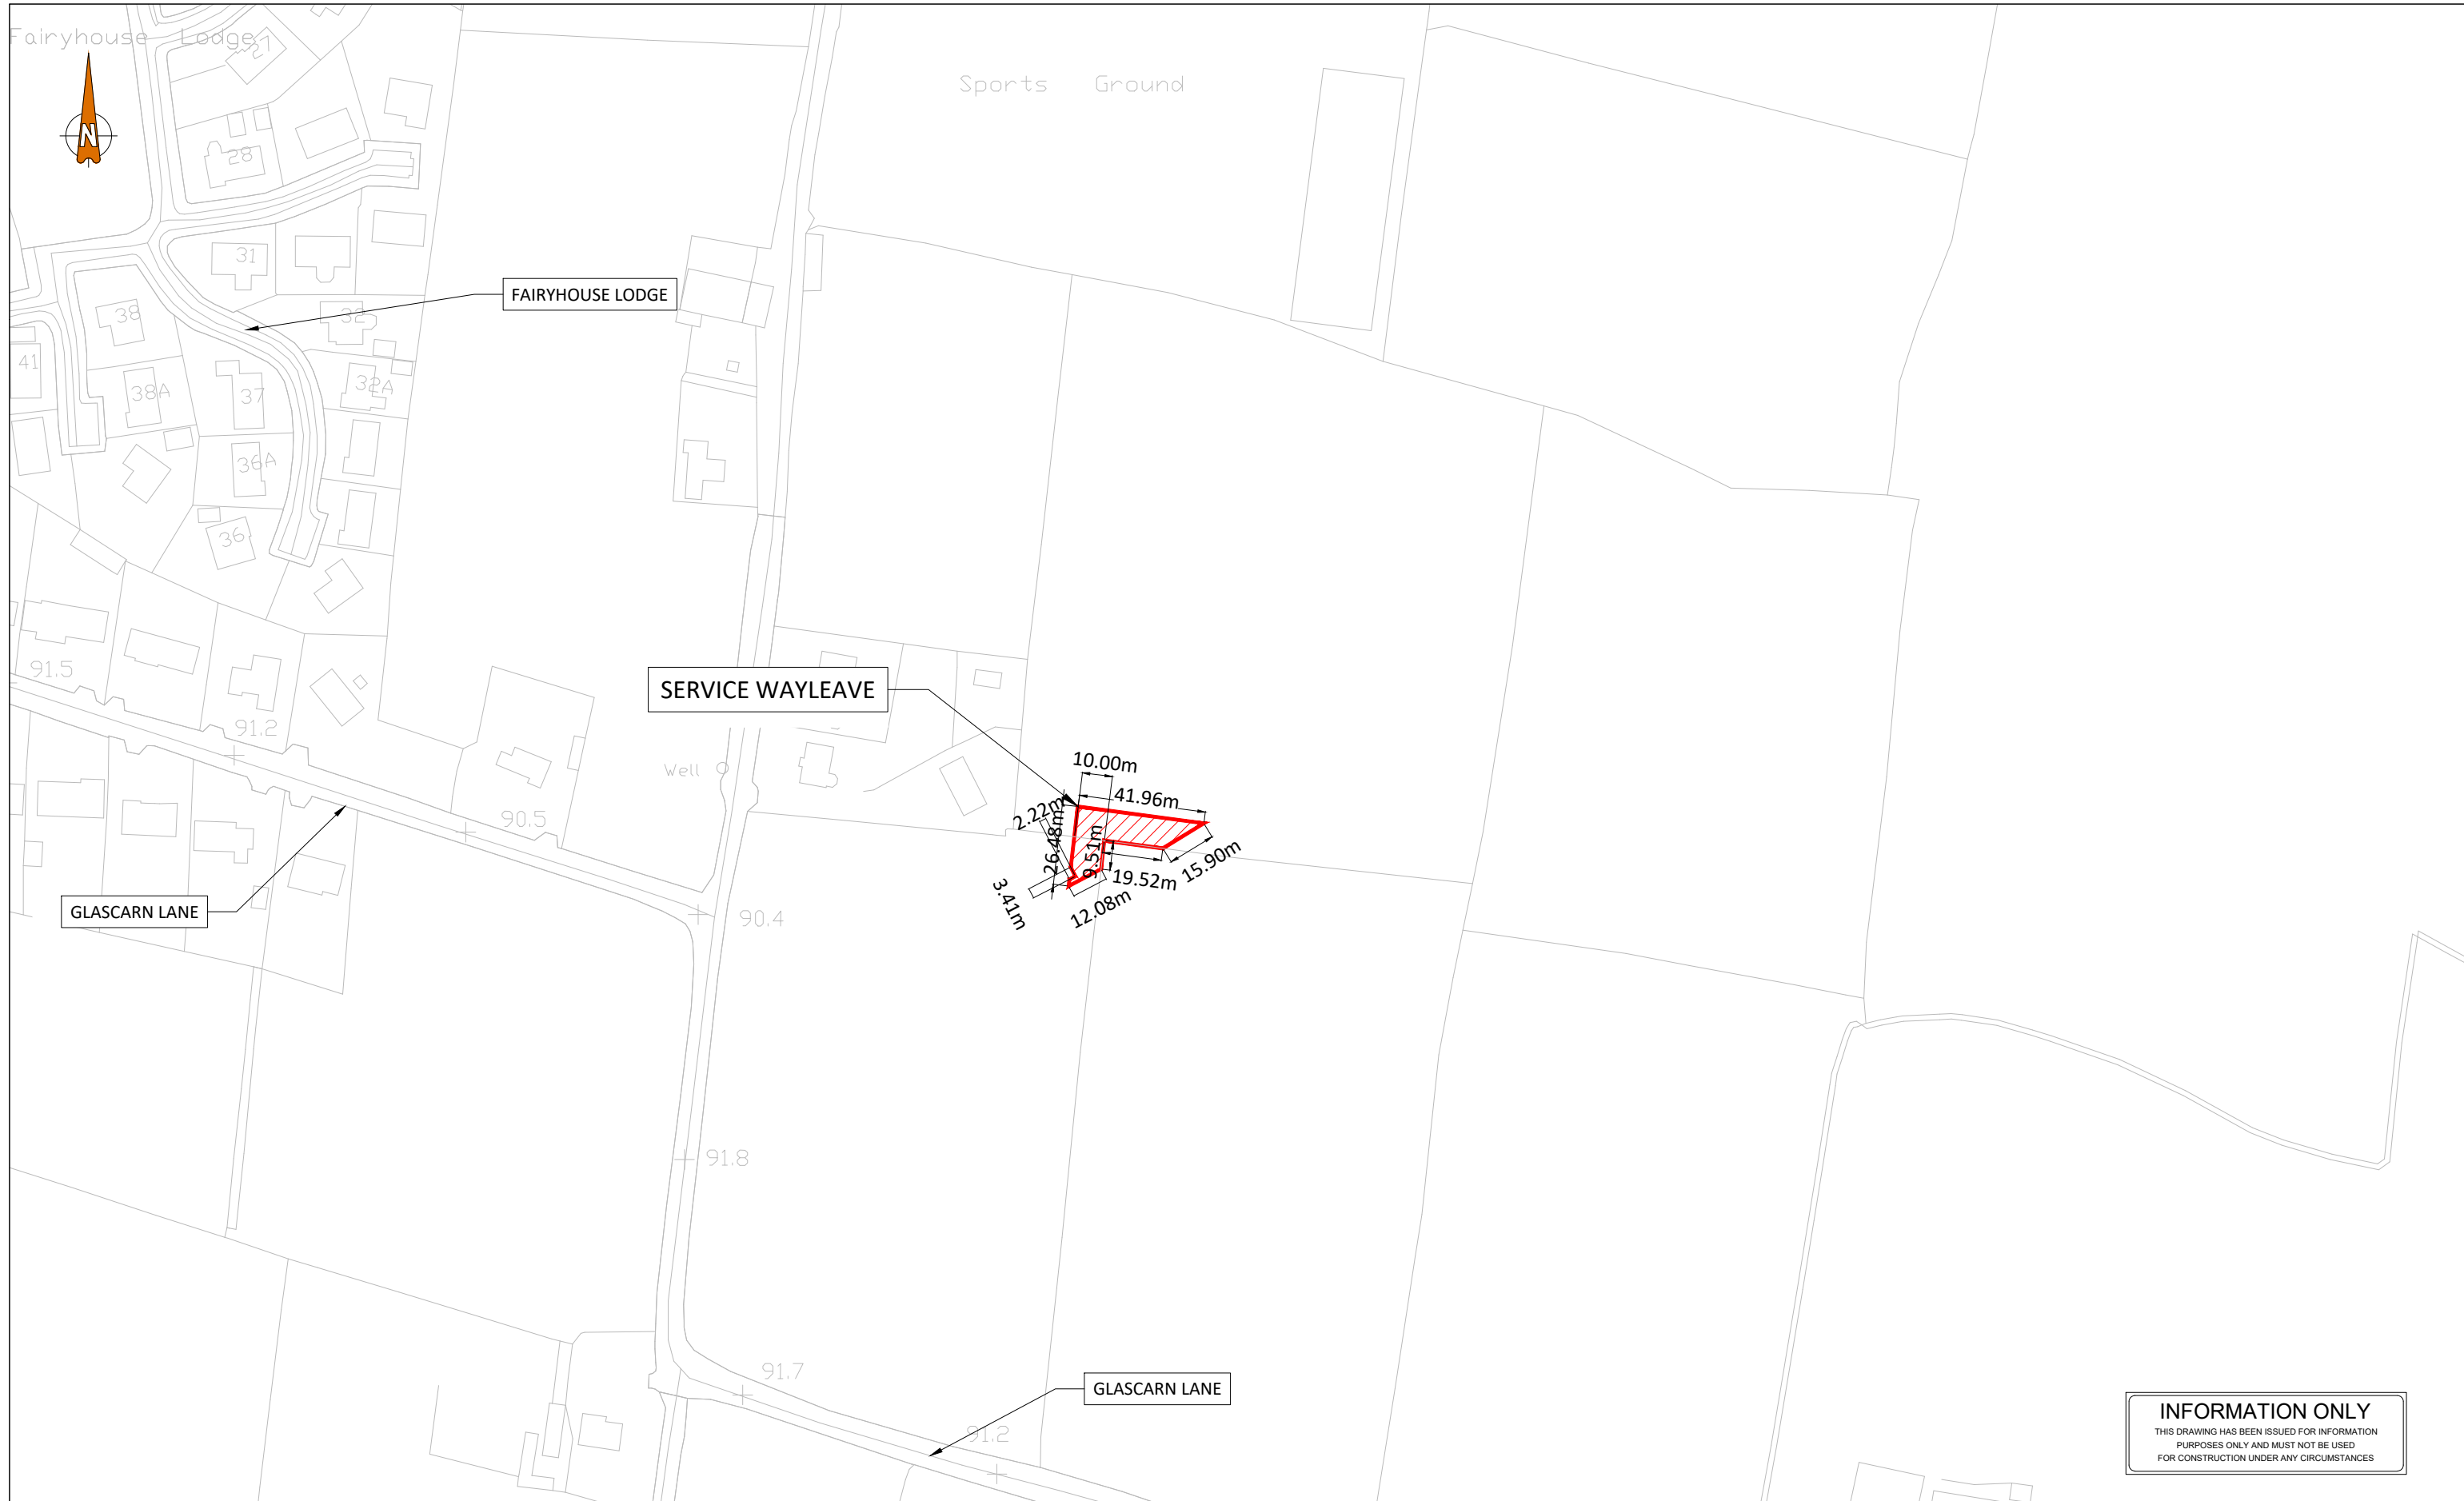 Fairyhouse Lodge
27
N
Sports Ground
28
31
FAIRYHOUSE LODGE
38
32
41
38A
37
32A
36A
36
91.5
SERVICE WAYLEAVE
91.2
Well
10.00m
41.96m
2.22m
26.48m
9.51m
15.90m
19.52m
3.41m
12.08m
90.5
GLASCARN LANE
90.4
91.8
91.7
GLASCARN LANE
91.2
INFORMATION ONLY
THIS DRAWING HAS BEEN ISSUED FOR INFORMATION
PURPOSES ONLY AND MUST NOT BE USED
FOR CONSTRUCTION UNDER ANY CIRCUMSTANCES